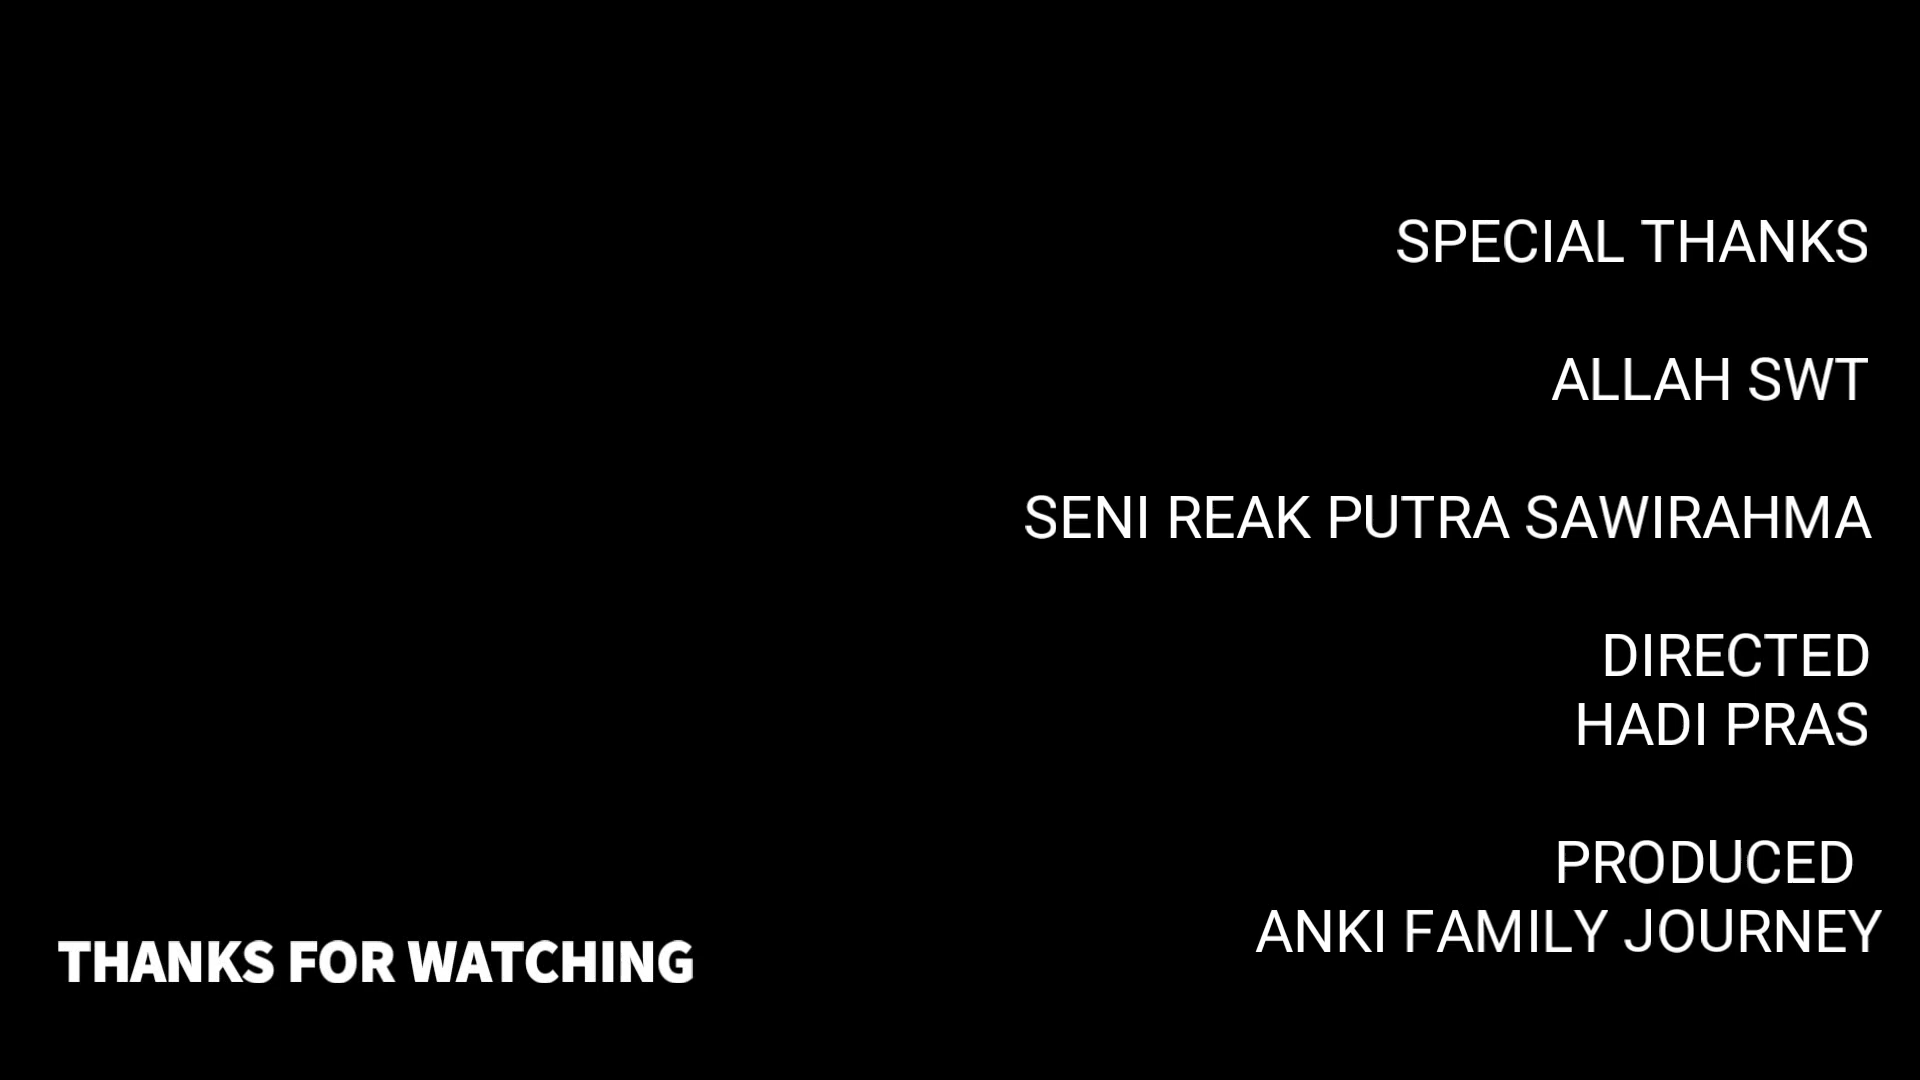 SPECIAL THANKS
ALLAH SWT
SENI REAK PUTRA SAWIRAHMA
DIRECTED
HADI PRAS
PRODUCED
ANKI FAMILY JOURNEY
THANKS FOR WATCHING